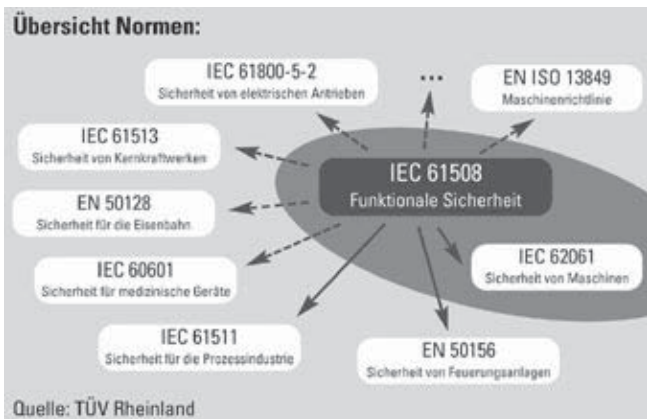 Übersicht Normen:
IEC 61800-5-2
Sicherheit von elektrischen Antrieben
...
EN ISO 13849
Maschinenrichtlinie
IEC 61513
Sicherheit von Kernkraftwerken
IEC 61508
Funktionale Sicherheit
EN 50128
Sicherheit für die Eisenbahn
IEC 62061
Sicherheit von Maschinen
IEC 60601
Sicherheit für medizinische Geräte
IEC 61511
Sicherheit für die Prozessindustrie
EN 50156
Sicherheit von Feuerungsanlagen
Quelle: TÜV Rheinland